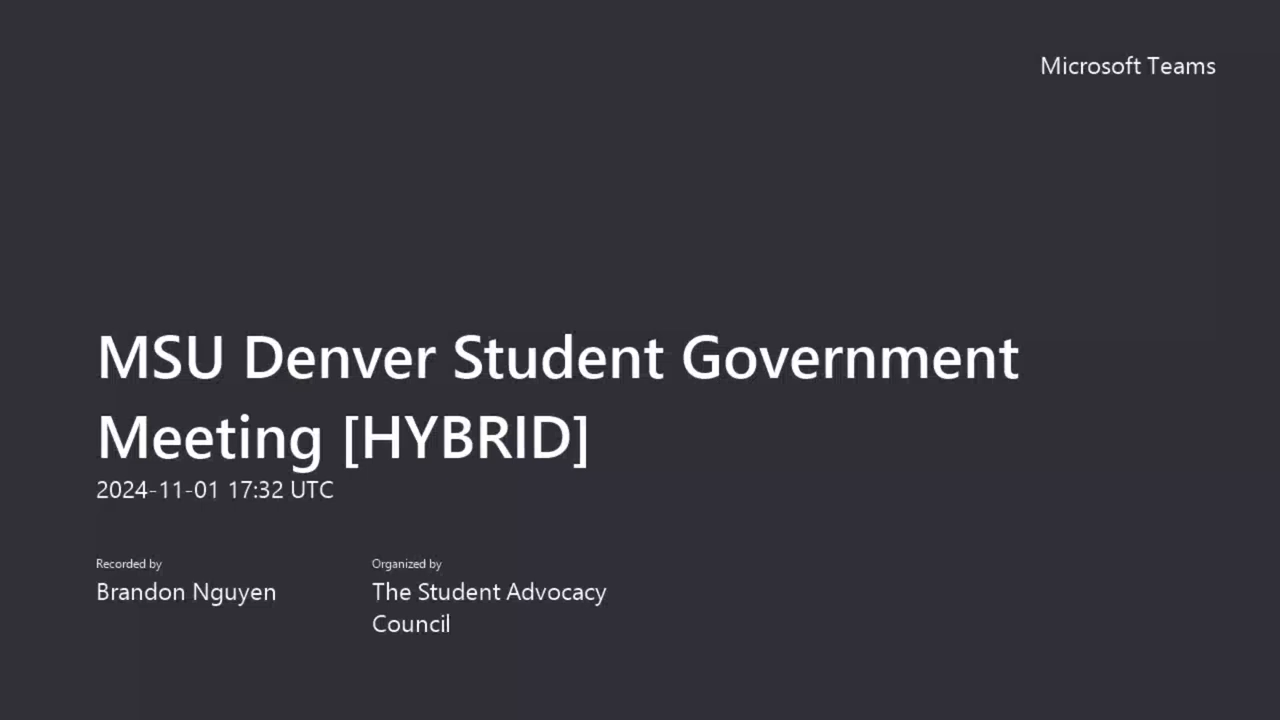 Microsoft Teams
MSU Denver Student Government
Meeting [HYBRID]
2024-11-01 17:32 UTC
Recorded by
Brandon Nguyen
Organized by
The Student Advocacy
Council